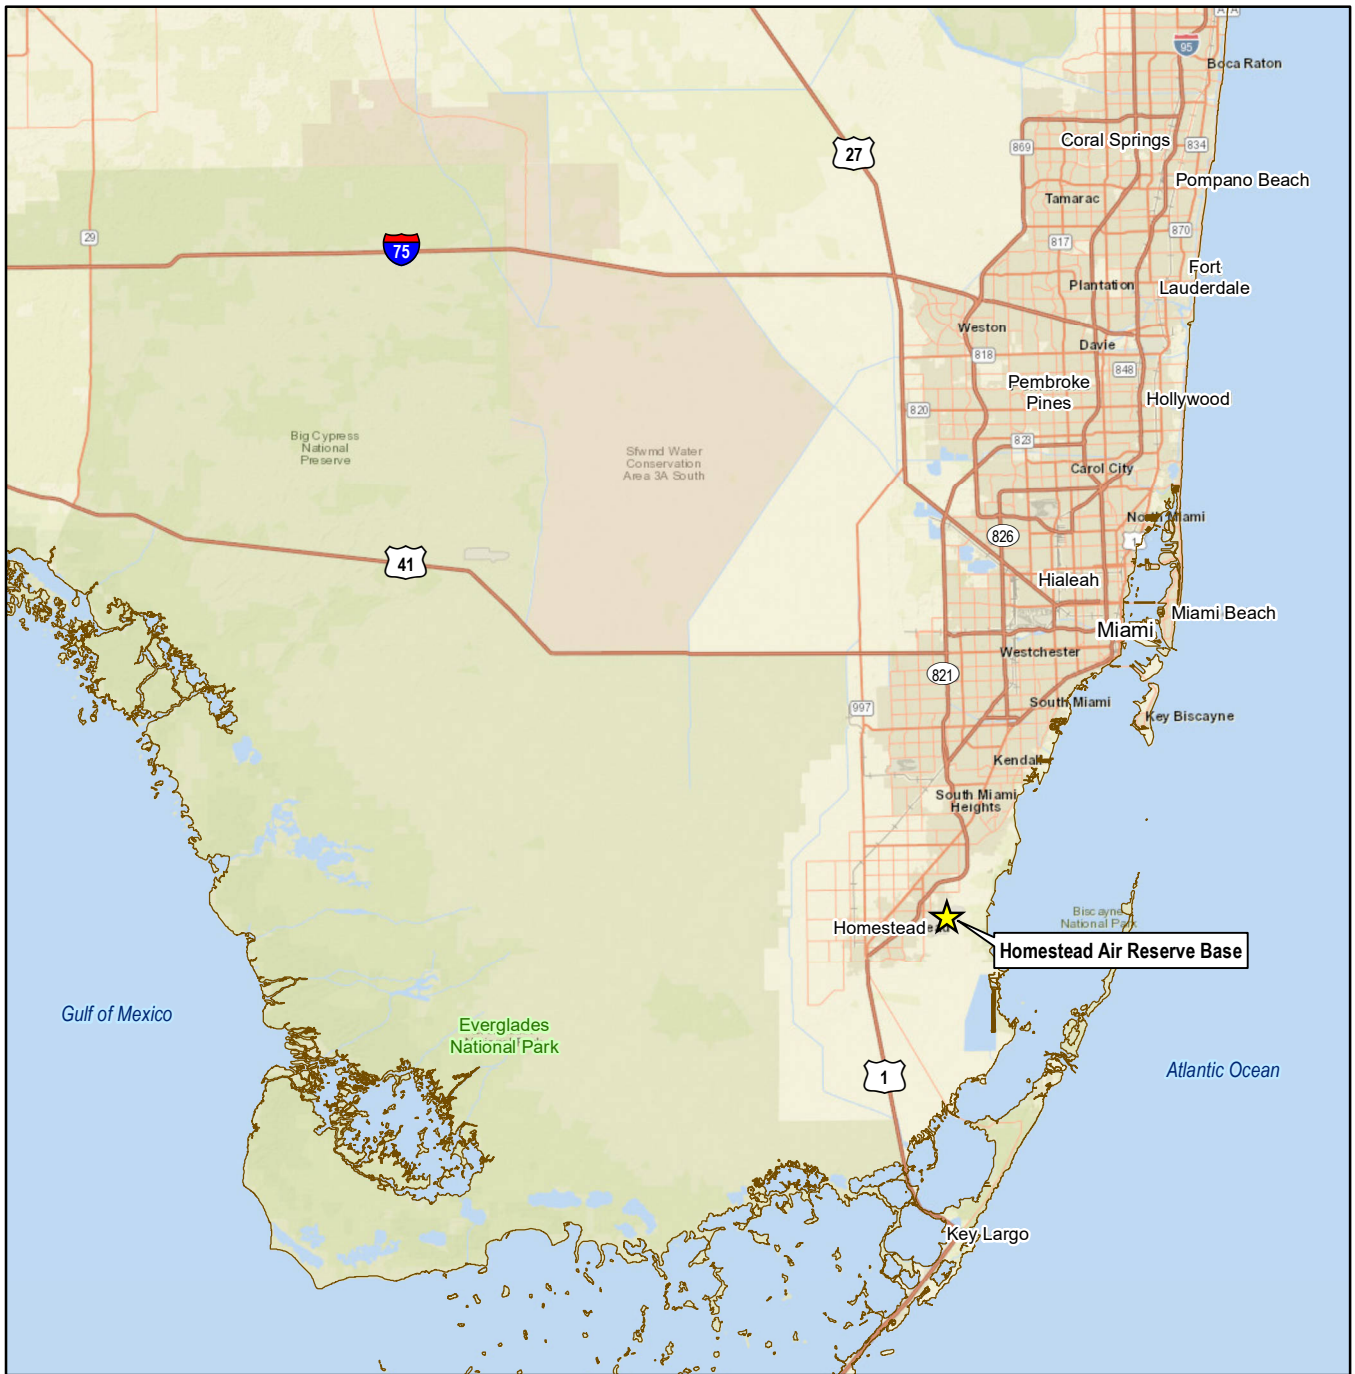 A1A
95
Boca Raton
27
869
Coral Springs
834
Pompano Beach
Tamarac
29
75
817
870
Fort
Lauderdale
Plantation
Weston
Davie
818
848
Pembroke
Pines
Hollywood
820
Big Cypress
National
Preserve
Sfwmd Water
Conservation
Area 3A South
823
Carol City
North Miami
826
1
41
Hialeah
Miami Beach
Miami
Westchester
821
997
South Miami
Key Biscayne
Kendall
South Miami
Heights
Biscayne
National Park
Homestead
Homestead Air Reserve Base
Gulf of Mexico
Everglades
National Park
Atlantic Ocean
1
Key Largo